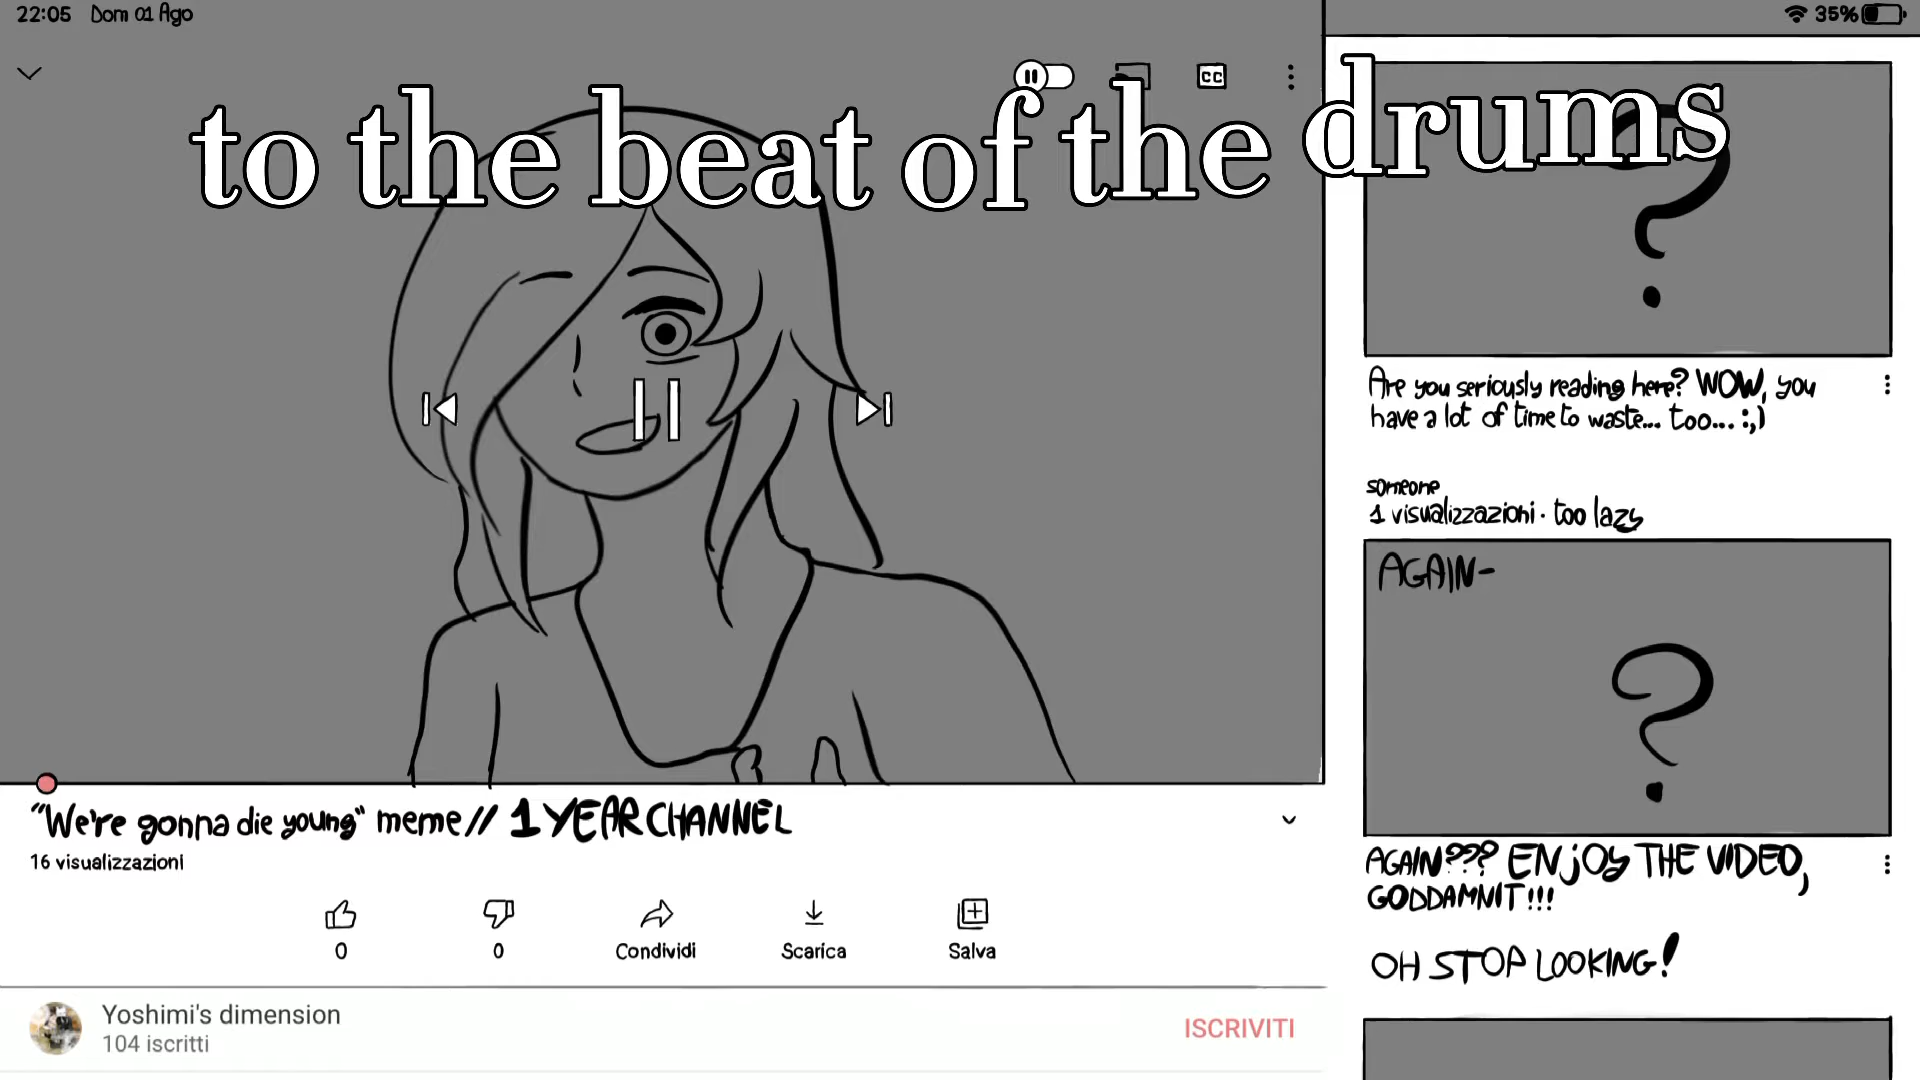 22:05 Dom 01 Ago
35%
CC
to the beat of the drums
"We're gonna die young" meme// 1 YEAR CHANNEL
16 visualizzazioni
0
0
Condividi
Scarica
Salva
Yoshimi's dimension
104 iscritti
ISCRIVITI
?
Are you seriously reading here? WOW, you
have a lot of time to waste... too... :,)
someone
1 visualizzazioni · too lazy
AGAIN-
?
AGAIN??? ENjOy THE VIDEO,
GODDAMNIT!!!
OH STOP LOOKING!